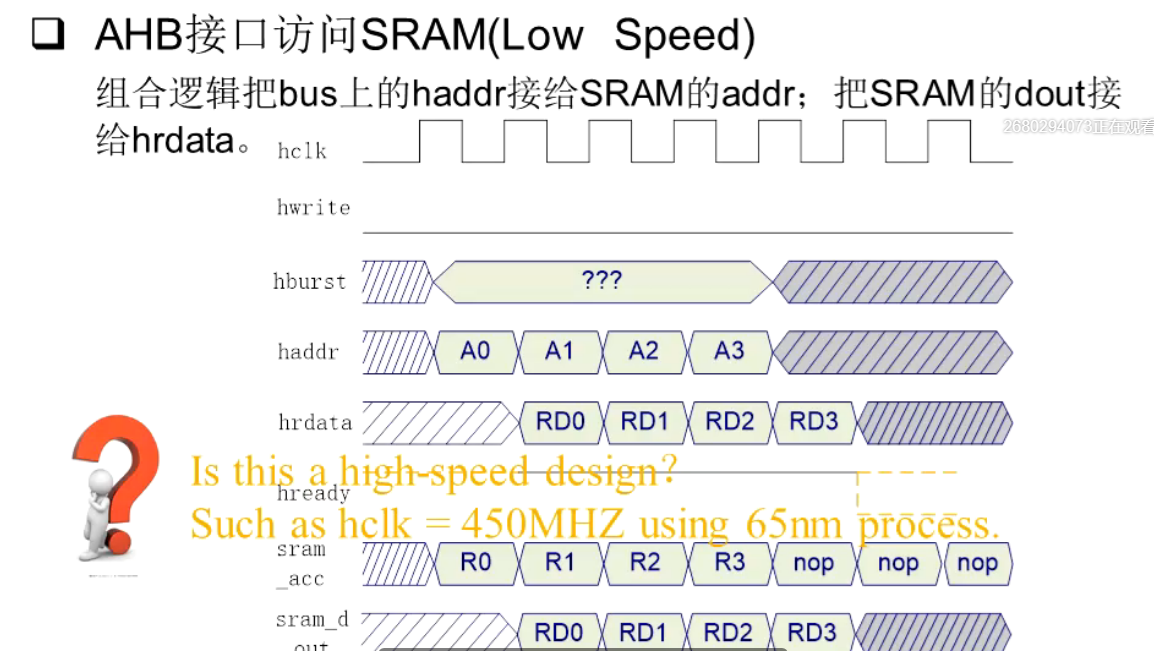 AHB接口访问SRAM(Low Speed)
组合逻辑把bus上的haddr接给SRAM的addr；把SRAM的dout接
给hrdata。
2680294073正在观看
hclk
hwrite
hburst ???
haddr A0 A1 A2 A3
hrdata RD0 RD1 RD2 RD3
Is this a high-speed design?
hready
Such as hclk = 450MHZ using 65nm process.
sram
_acc R0 R1 R2 R3 nop nop nop
sram_d
out RD0 RD1 RD2 RD3